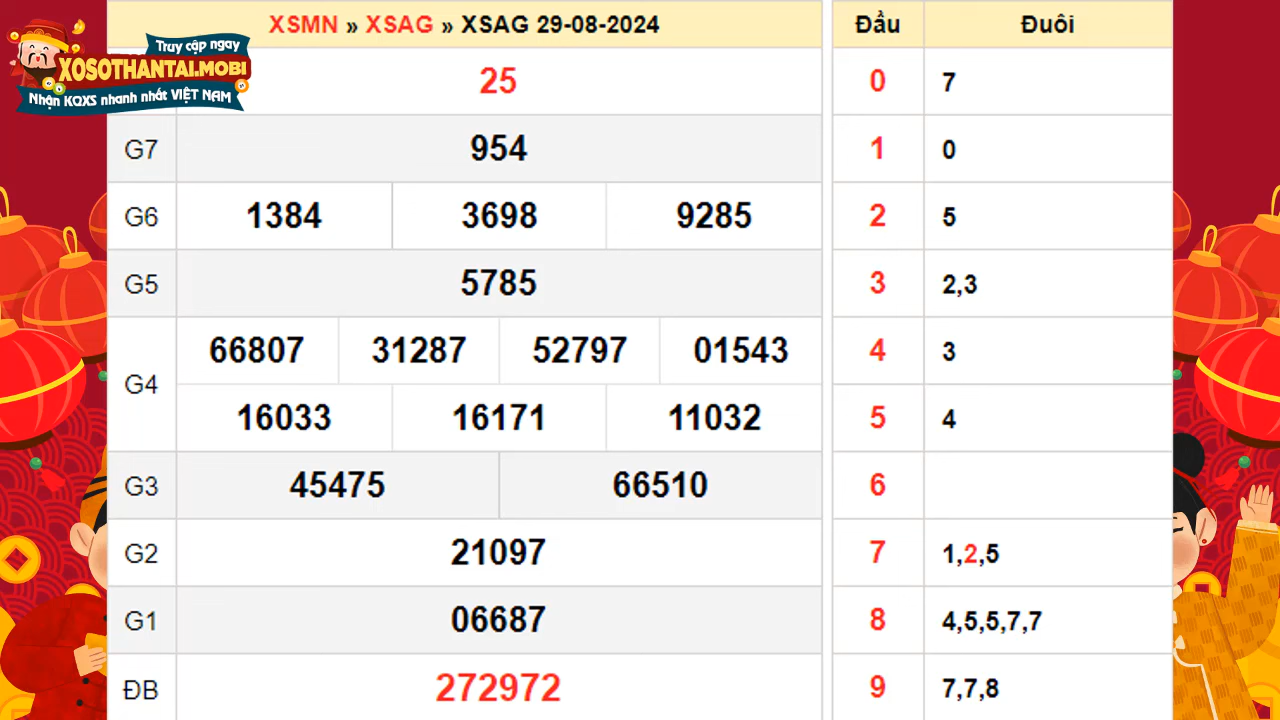 Truy cập ngay
XOSOTHANTAI.MOBI
Nhận KQXS nhanh nhất VIỆT NAM
XSMN » XSAG » XSAG 29-08-2024
Đầu Đuôi
25
0 7
G7 954
1 0
G6 1384 3698 9285
2 5
G5 5785
3 2,3
G4 66807 31287 52797 01543
4 3
16033 16171 11032
5 4
G3 45475 66510
6
G2 21097
7 1,2,5
G1 06687
8 4,5,5,7,7
ĐB 272972
9 7,7,8